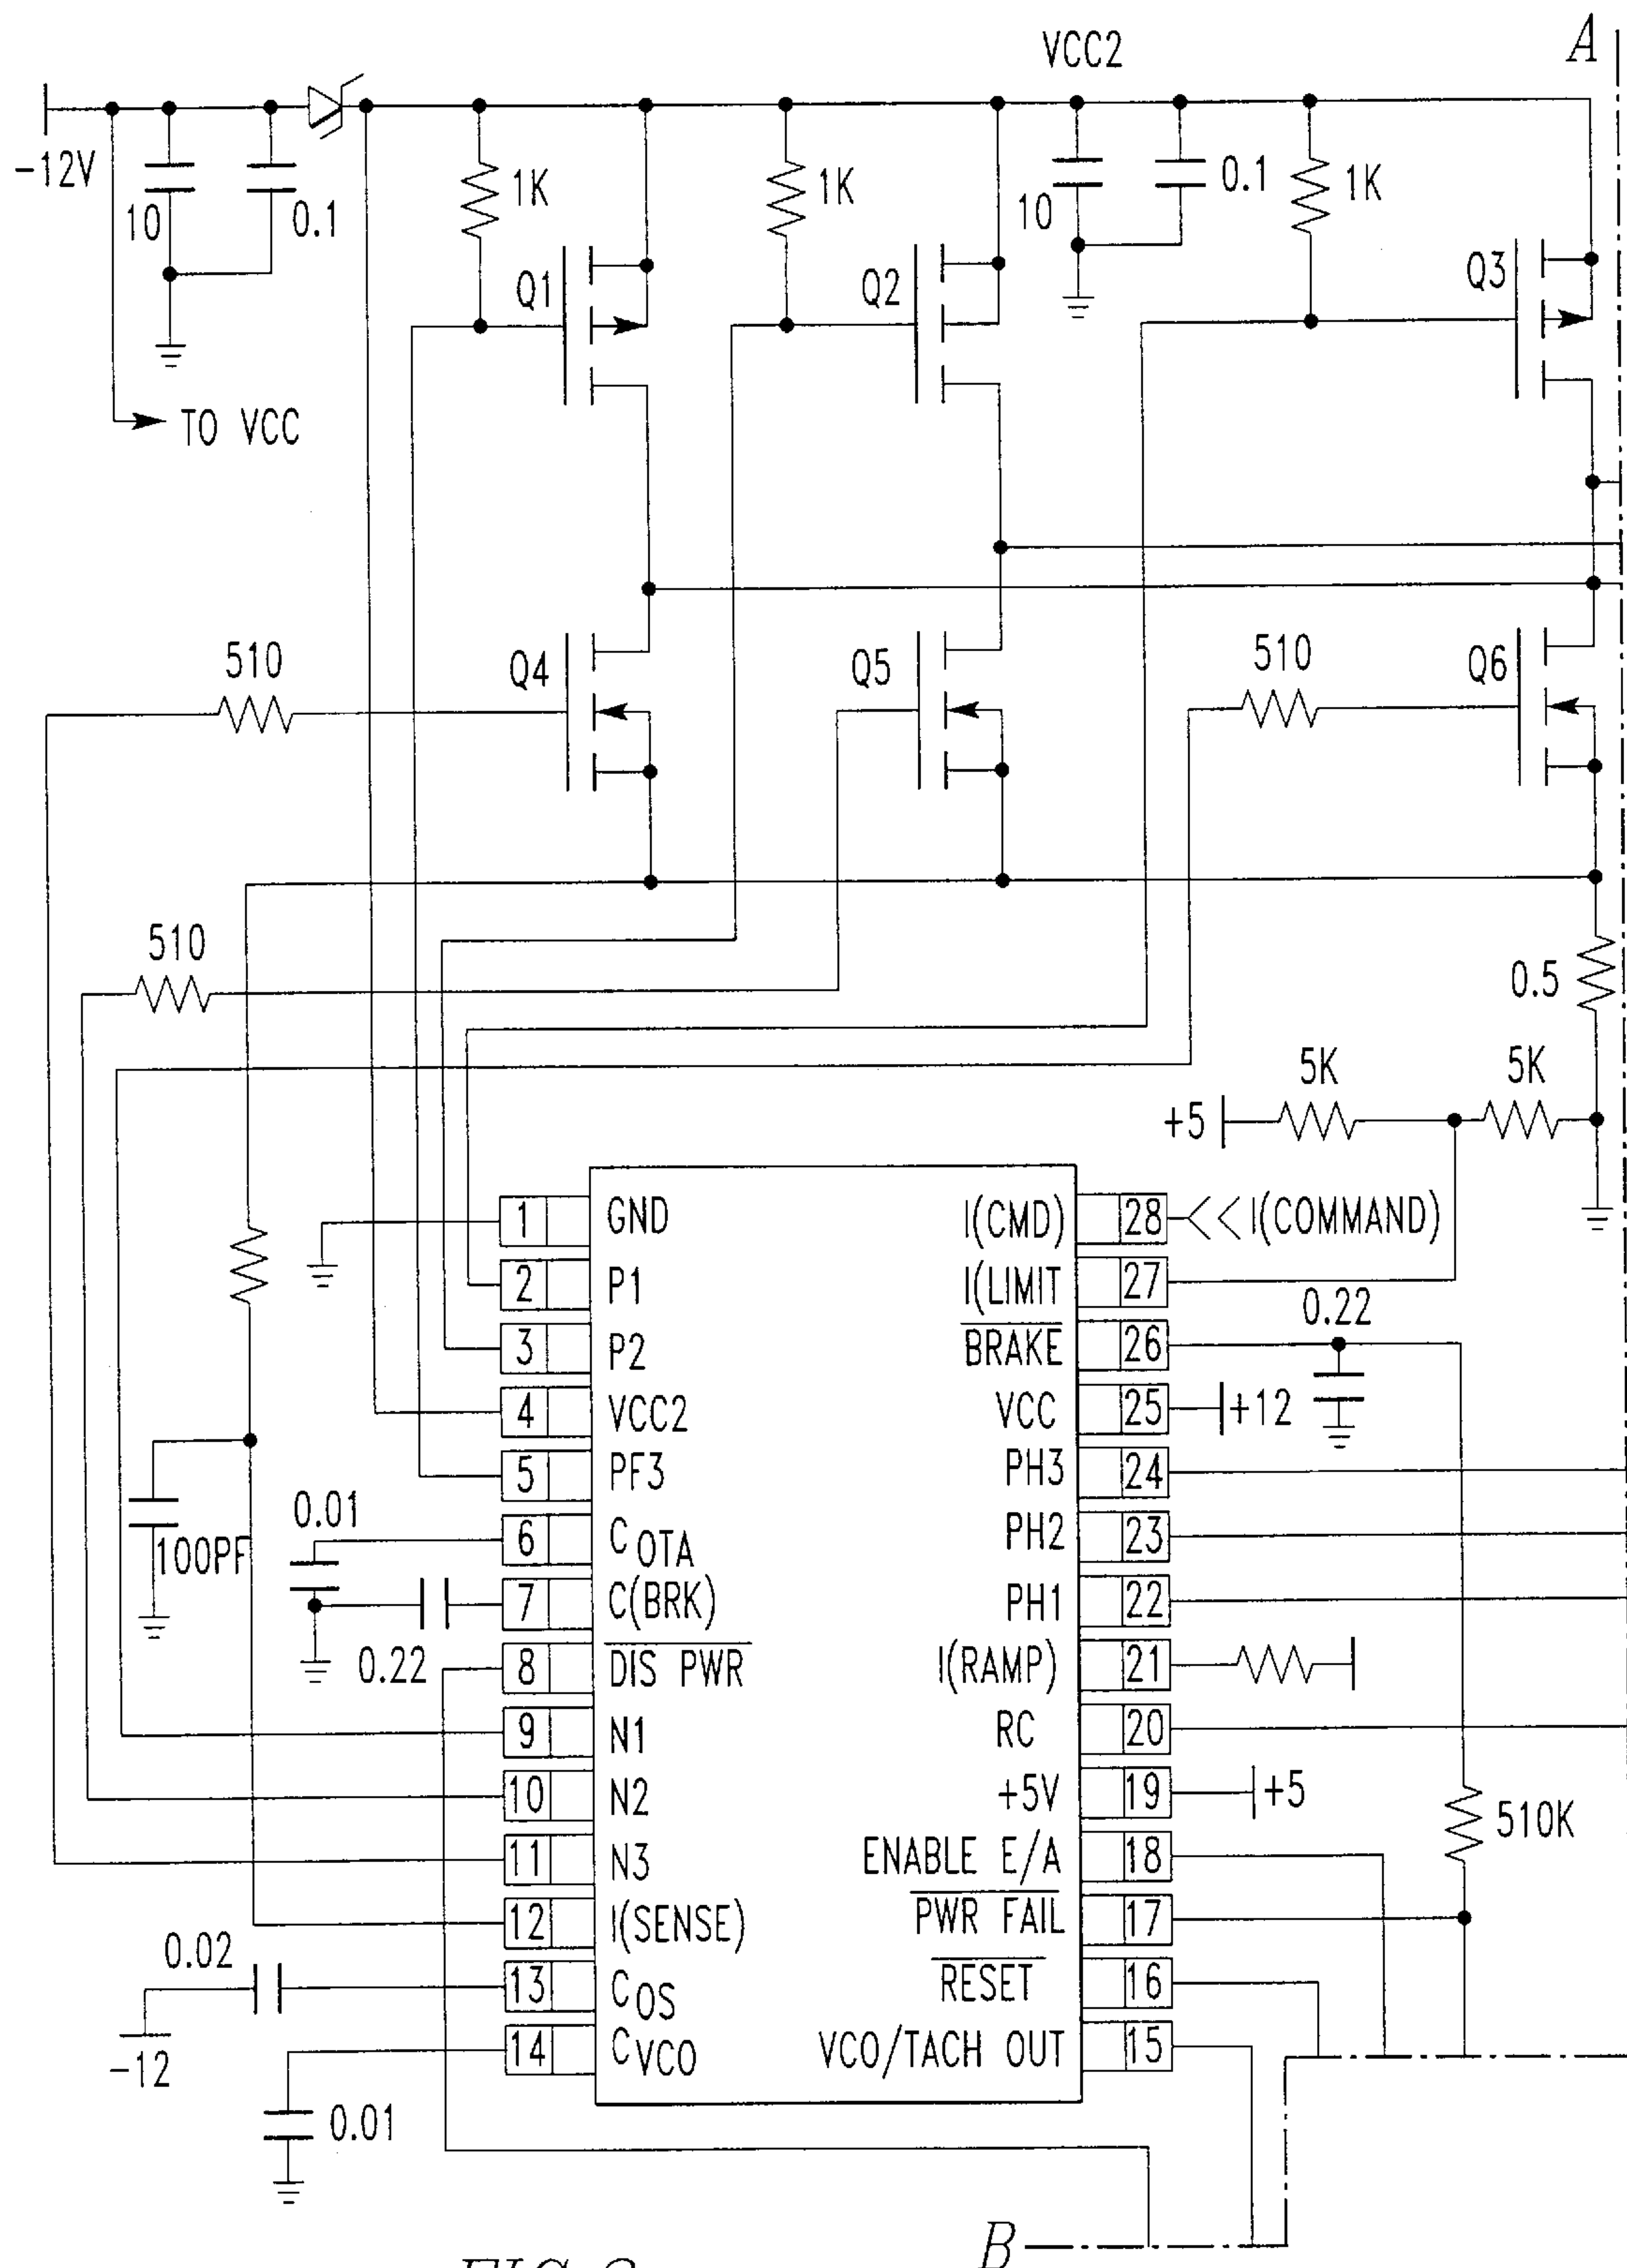 VCC2
A
-12V
10
0.1
1K
1K
10
0.1
1K
Q1
Q2
Q3
TO VCC
510
Q4
Q5
510
Q6
510
0.5
5K
5K
+5
1 GND
I(CMD) 28 <<I(COMMAND)
2 P1
I(LIMIT 27
0.22
3 P2
BRAKE 26
4 VCC2
VCC 25 +12
5 PF3
PH3 24
0.01
100PF
6 COTA
PH2 23
7 C(BRK)
PH1 22
0.22
8 DIS PWR
I(RAMP) 21
9 N1
RC 20
10 N2
+5V 19 +5
510K
11 N3
ENABLE E/A 18
12 I(SENSE)
PWR FAIL 17
0.02
13 COS
RESET 16
-12
14 CVCO
VCO/TACH OUT 15
0.01
B